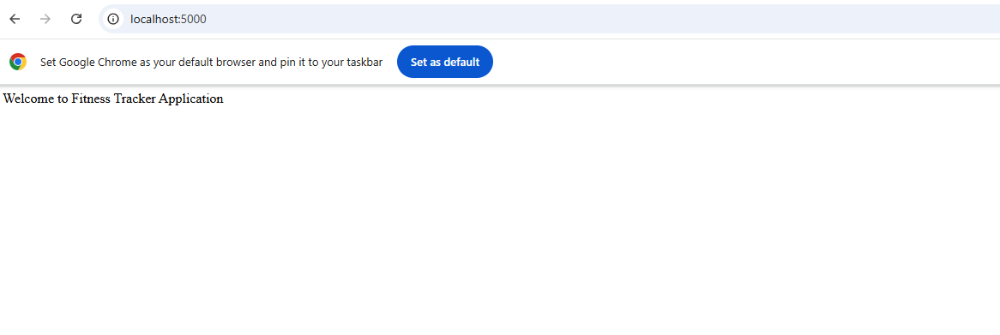 localhost:5000
Set Google Chrome as your default browser and pin it to your taskbar Set as default
Welcome to Fitness Tracker Application